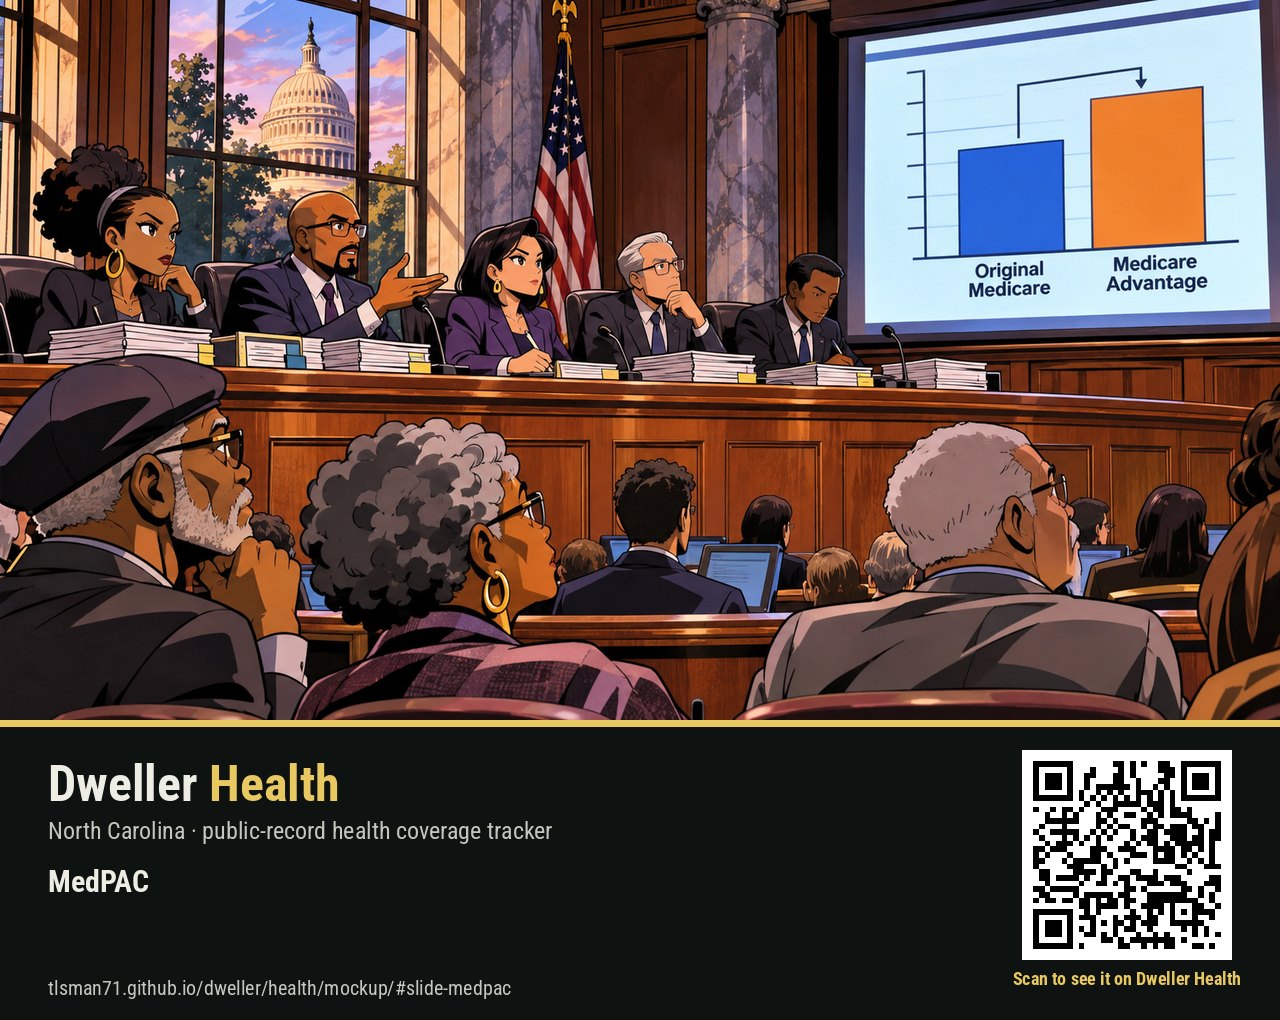 Original
Medicare
Medicare
Advantage
Dweller Health
North Carolina · public-record health coverage tracker
MedPAC
tlsman71.github.io/dweller/health/mockup/#slide-medpac
Scan to see it on Dweller Health